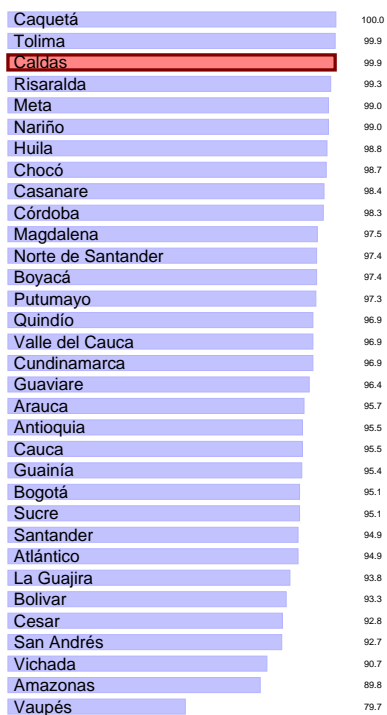 Caquetá 100.0
Tolima 99.9
Caldas 99.9
Risaralda 99.3
Meta 99.0
Nariño 99.0
Huila 98.8
Chocó 98.7
Casanare 98.4
Córdoba 98.3
Magdalena 97.5
Norte de Santander 97.4
Boyacá 97.4
Putumayo 97.3
Quindío 96.9
Valle del Cauca 96.9
Cundinamarca 96.9
Guaviare 96.4
Arauca 95.7
Antioquia 95.5
Cauca 95.5
Guainía 95.4
Bogotá 95.1
Sucre 95.1
Santander 94.9
Atlántico 94.9
La Guajira 93.8
Bolivar 93.3
Cesar 92.8
San Andrés 92.7
Vichada 90.7
Amazonas 89.8
Vaupés 79.7